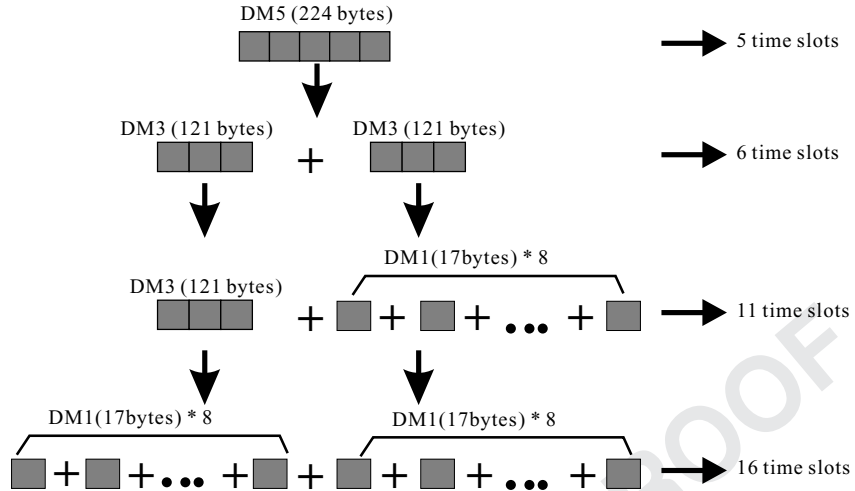 DM5 (224 bytes)
5 time slots
DM3 (121 bytes)
+
DM3 (121 bytes)
6 time slots
DM1(17bytes) * 8
DM3 (121 bytes)
+ + + ... +
11 time slots
DM1(17bytes) * 8
DM1(17bytes) * 8
+ + ... + + + + ... +
16 time slots
ROOF